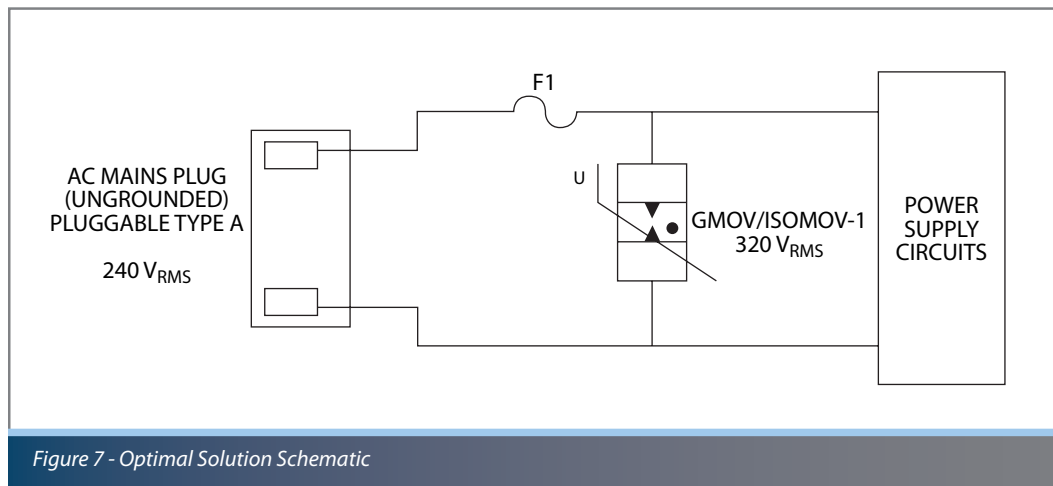 F1
AC MAINS PLUG
(UNGROUNDED)
PLUGGABLE TYPE A
240 VRMS
U
GMOV/ISOMOV-1
320 VRMS
POWER
SUPPLY
CIRCUITS
Figure 7 - Optimal Solution Schematic